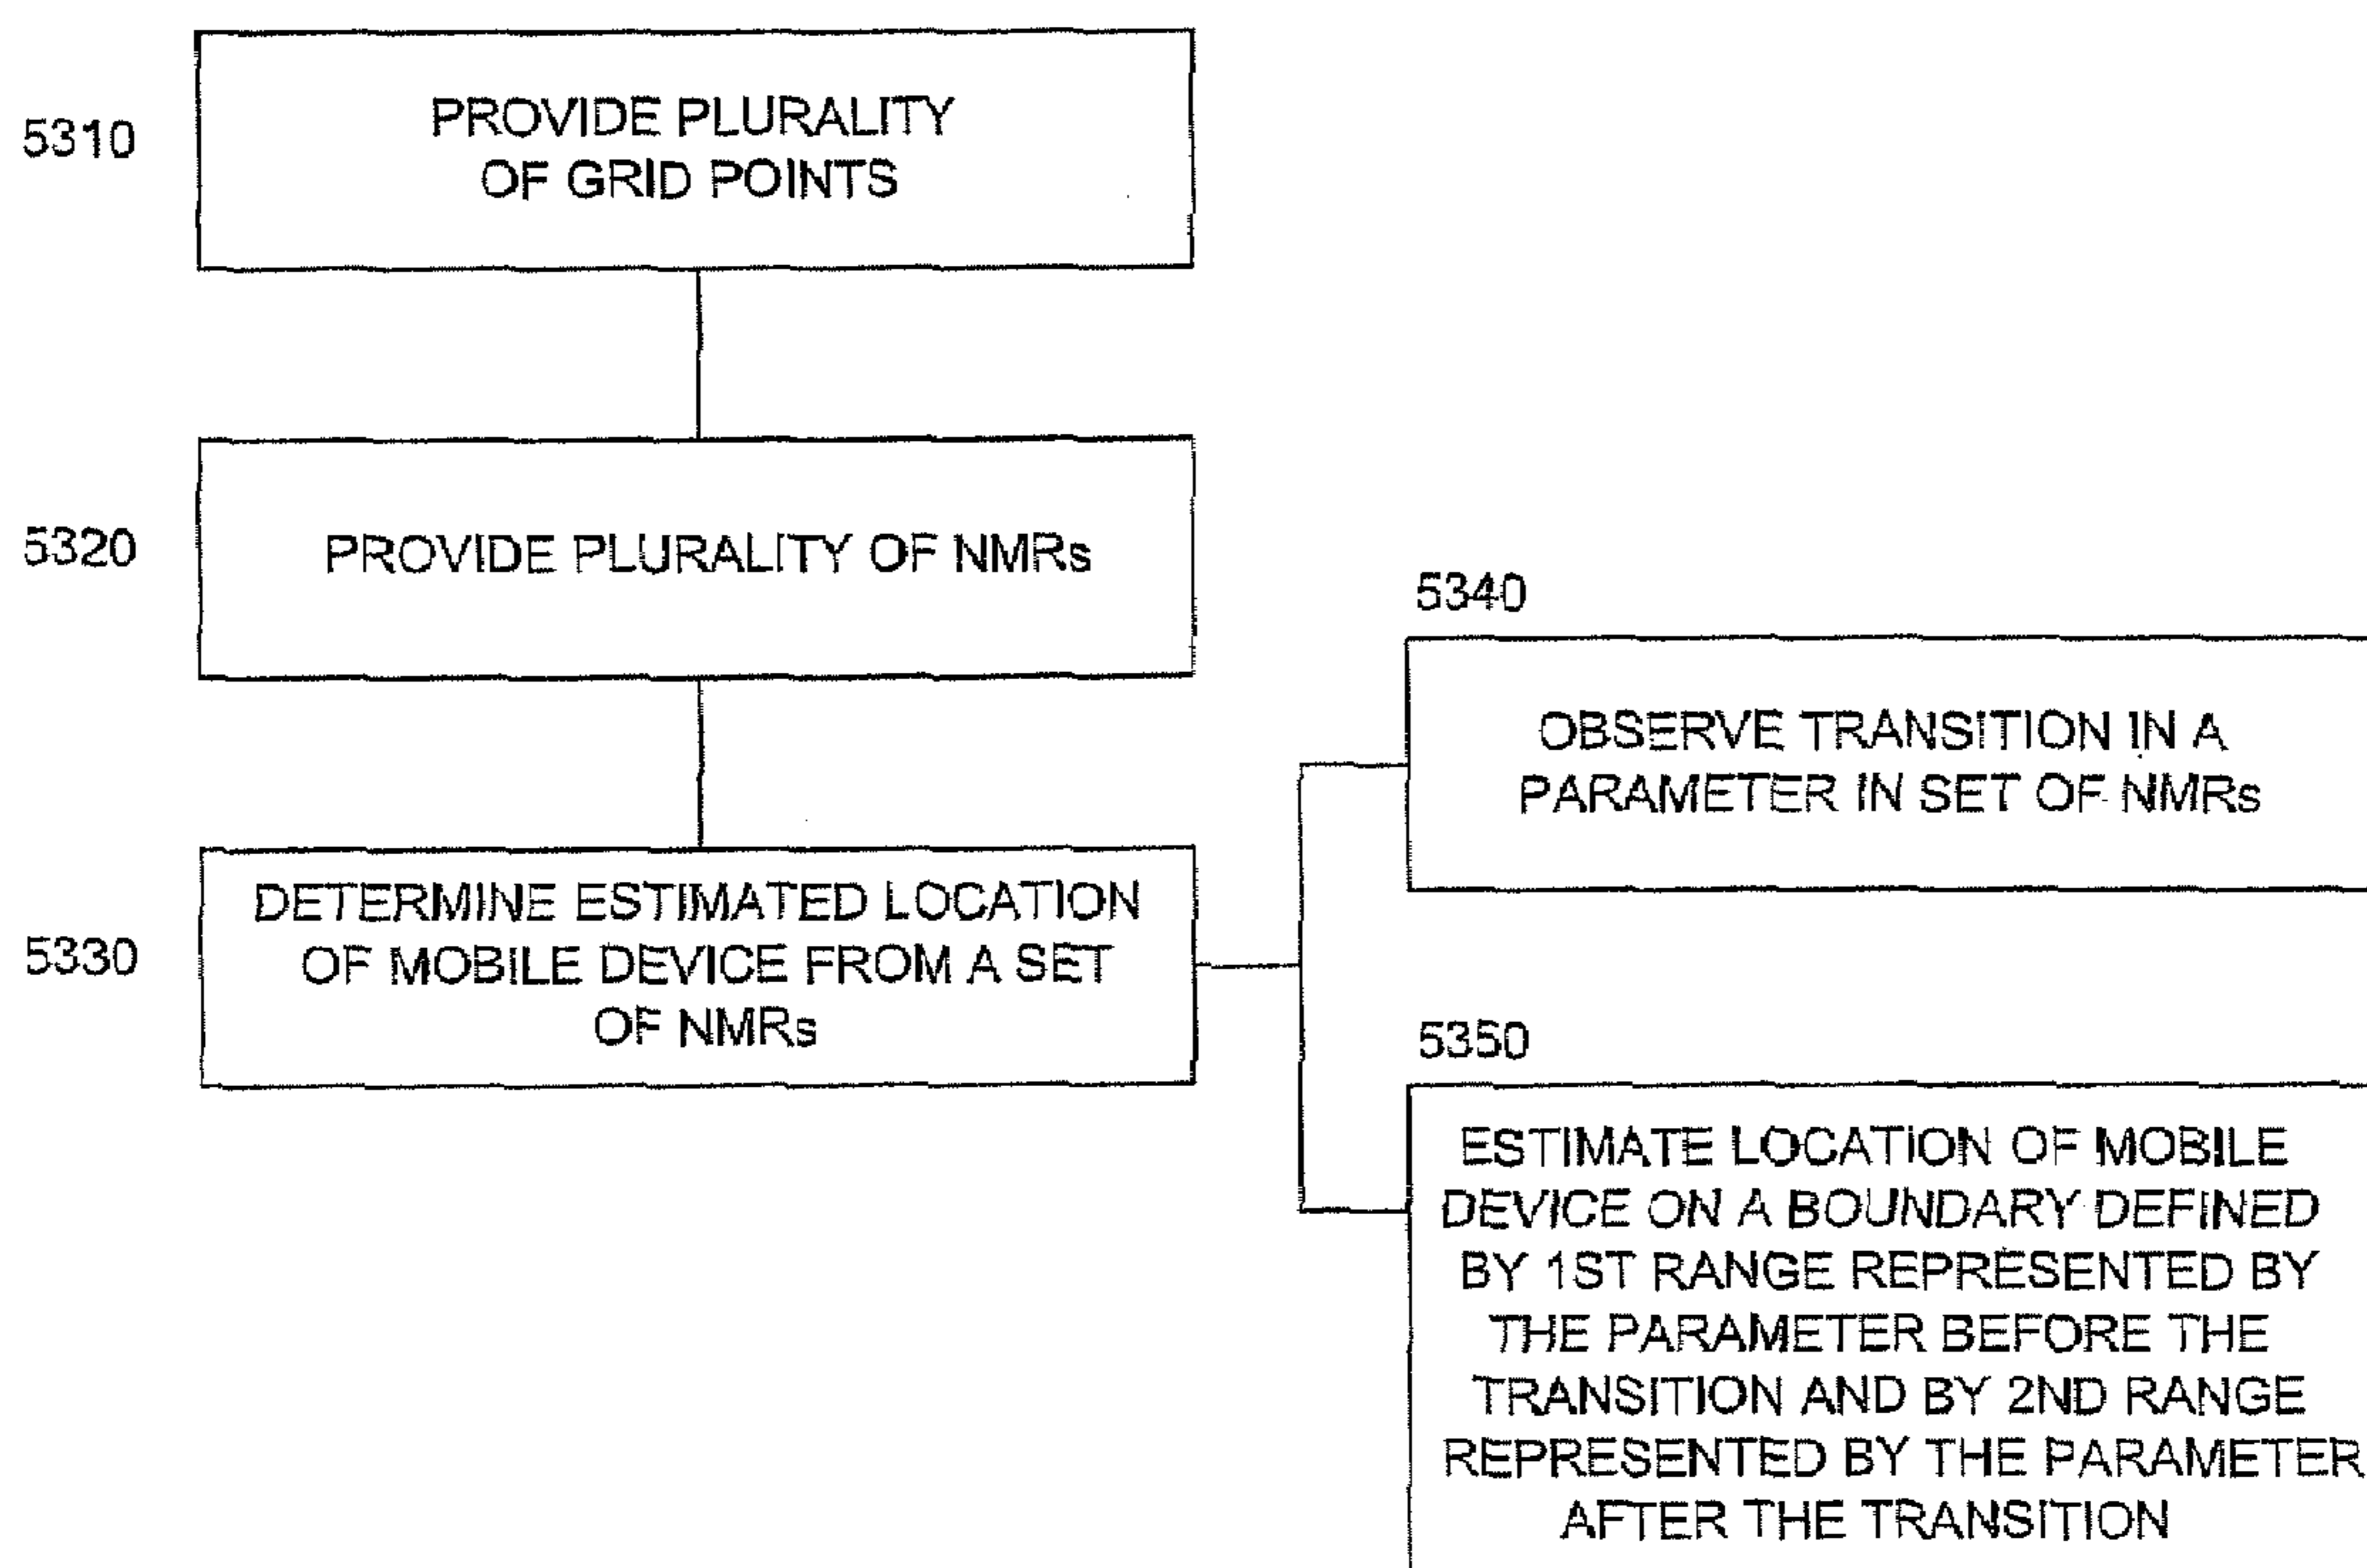 5310
PROVIDE PLURALITY
OF GRID POINTS
5320
PROVIDE PLURALITY OF NMRs
5330
DETERMINE ESTIMATED LOCATION
OF MOBILE DEVICE FROM A SET
OF NMRs
5340
OBSERVE TRANSITION IN A
PARAMETER IN SET OF NMRs
5350
ESTIMATE LOCATION OF MOBILE
DEVICE ON A BOUNDARY DEFINED
BY 1ST RANGE REPRESENTED BY
THE PARAMETER BEFORE THE
TRANSITION AND BY 2ND RANGE
REPRESENTED BY THE PARAMETER
AFTER THE TRANSITION